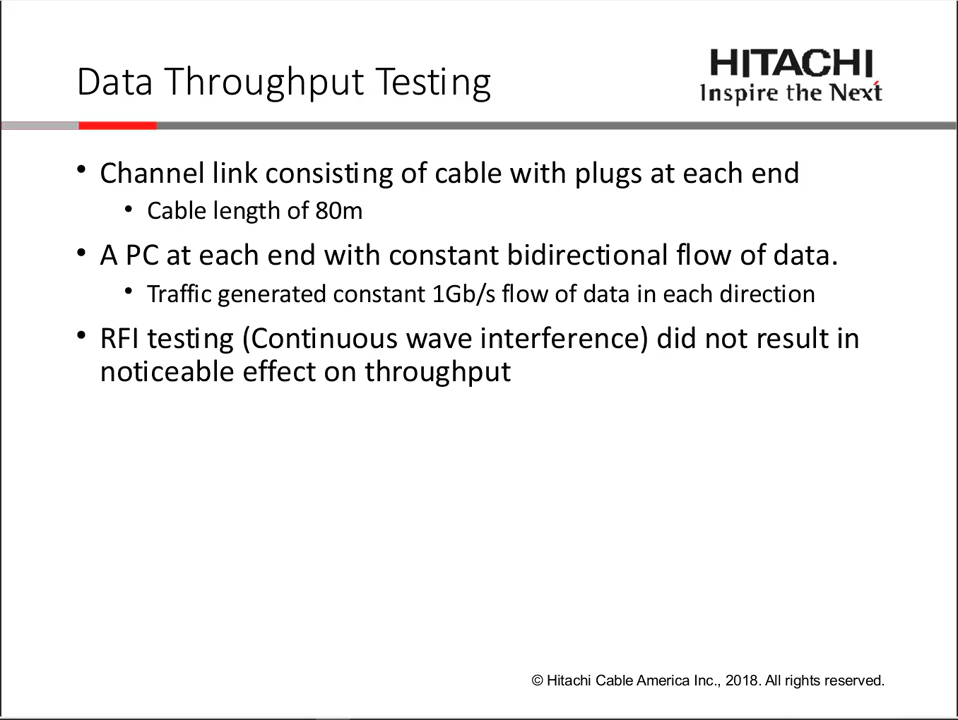 Data Throughput Testing
HITACHI
Inspire the Next
• Channel link consisting of cable with plugs at each end
• Cable length of 80m
• A PC at each end with constant bidirectional flow of data.
• Traffic generated constant 1Gb/s flow of data in each direction
• RFI testing (Continuous wave interference) did not result in
noticeable effect on throughput
© Hitachi Cable America Inc., 2018. All rights reserved.